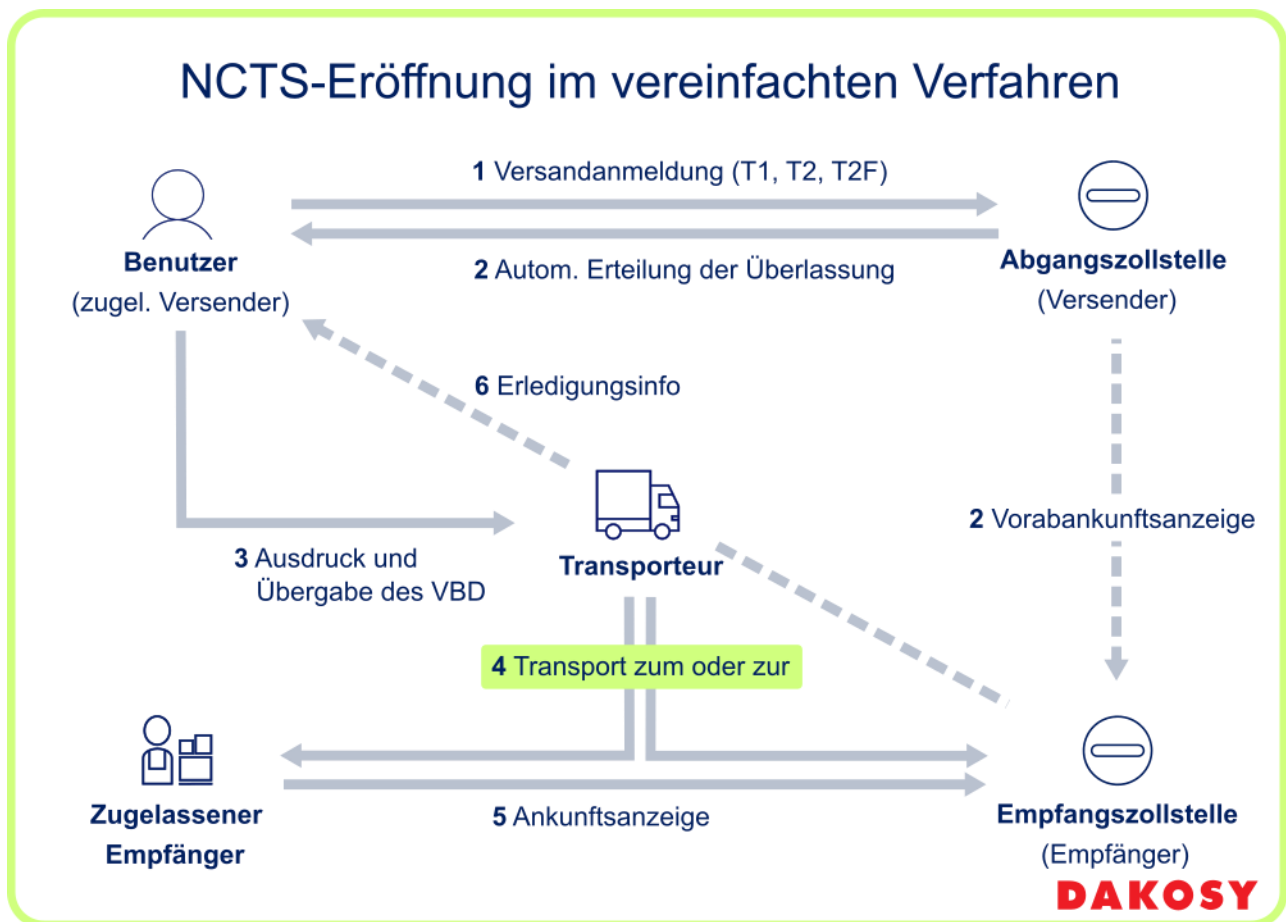 NCTS-Eröffnung im vereinfachten Verfahren
1 Versandanmeldung (T1, T2, T2F)
Benutzer
(zugel. Versender)
2 Autom. Erteilung der Überlassung
Abgangszollstelle
(Versender)
6 Erledigungsinfo
2 Vorabankunftsanzeige
3 Ausdruck und
Übergabe des VBD
Transporteur
4 Transport zum oder zur
Zugelassener
Empfänger
5 Ankunftsanzeige
Empfangszollstelle
(Empfänger)
DAKOSY